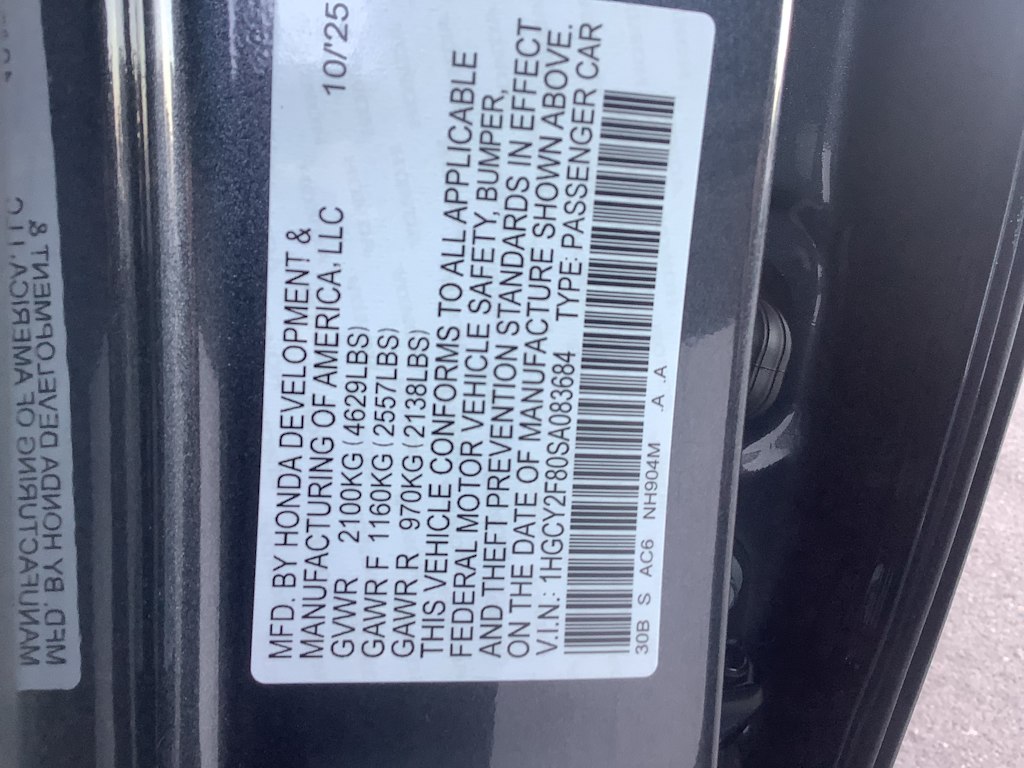 MFD. BY HONDA DEVELOPMENT &
MANUFACTURING OF AMERICA, LLC 10/'25
GVWR 2100KG (4629LBS)
GAWR F 1160KG (2557LBS)
GAWR R 970KG (2138LBS)
THIS VEHICLE CONFORMS TO ALL APPLICABLE
FEDERAL MOTOR VEHICLE SAFETY, BUMPER,
AND THEFT PREVENTION STANDARDS IN EFFECT
ON THE DATE OF MANUFACTURE SHOWN ABOVE.
V.I.N.: 1HGCY2F80SA083684 TYPE: PASSENGER CAR
30B S AC6 NH904M .A .A
MFD. BY HONDA DEVELOPMENT &
MANUFACTURING OF AMERICA, LLC